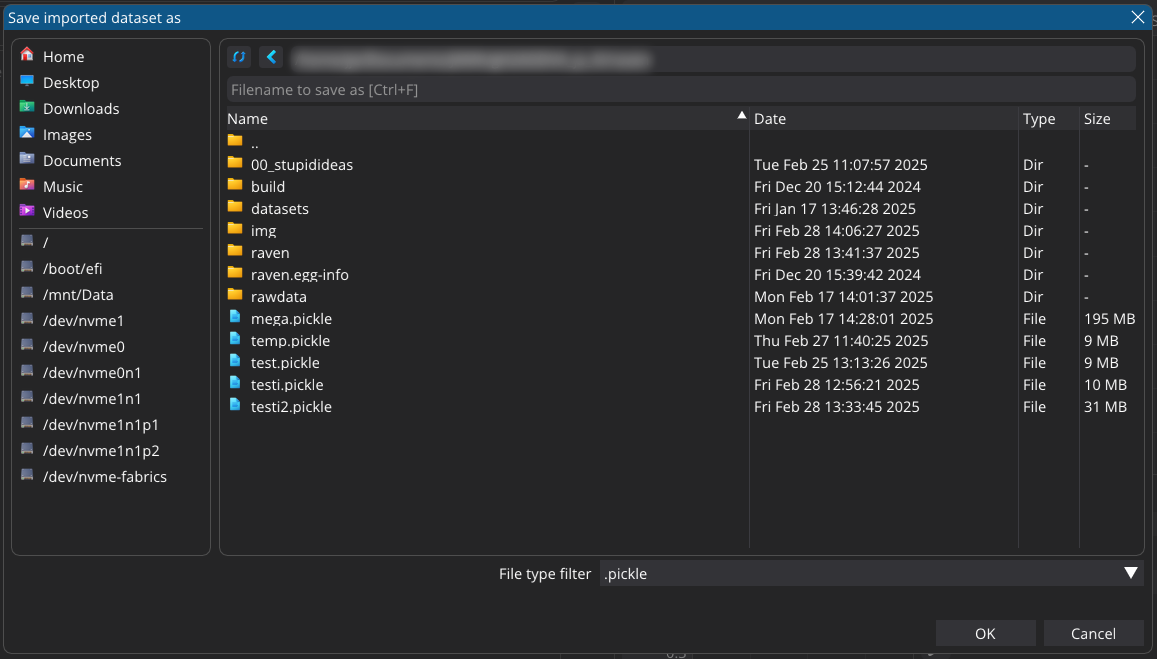 Save imported dataset as
Home
Desktop
Downloads
Images
Documents
Music
Videos
/
/boot/efi
/mnt/Data
/dev/nvme1
/dev/nvme0
/dev/nvme0n1
/dev/nvme1n1
/dev/nvme1n1p1
/dev/nvme1n1p2
/dev/nvme-fabrics
Filename to save as [Ctrl+F]
Name Date Type Size
..
00_stupidideas Tue Feb 25 11:07:57 2025 Dir -
build Fri Dec 20 15:12:44 2024 Dir -
datasets Fri Jan 17 13:46:28 2025 Dir -
img Fri Feb 28 14:06:27 2025 Dir -
raven Fri Feb 28 13:41:37 2025 Dir -
raven.egg-info Fri Dec 20 15:39:42 2024 Dir -
rawdata Mon Feb 17 14:01:37 2025 Dir -
mega.pickle Mon Feb 17 14:28:01 2025 File 195 MB
temp.pickle Thu Feb 27 11:40:25 2025 File 9 MB
test.pickle Tue Feb 25 13:13:26 2025 File 9 MB
testi.pickle Fri Feb 28 12:56:21 2025 File 10 MB
testi2.pickle Fri Feb 28 13:33:45 2025 File 31 MB
File type filter .pickle
OK Cancel